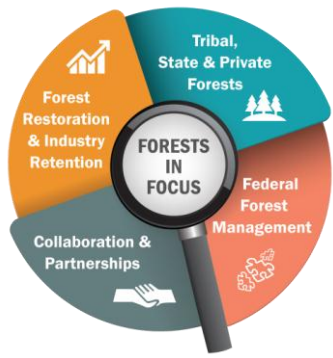 Tribal,
State & Private
Forests
Forest
Restoration
& Industry
Retention
FORESTS
IN
FOCUS
Federal
Forest
Management
Collaboration &
Partnerships